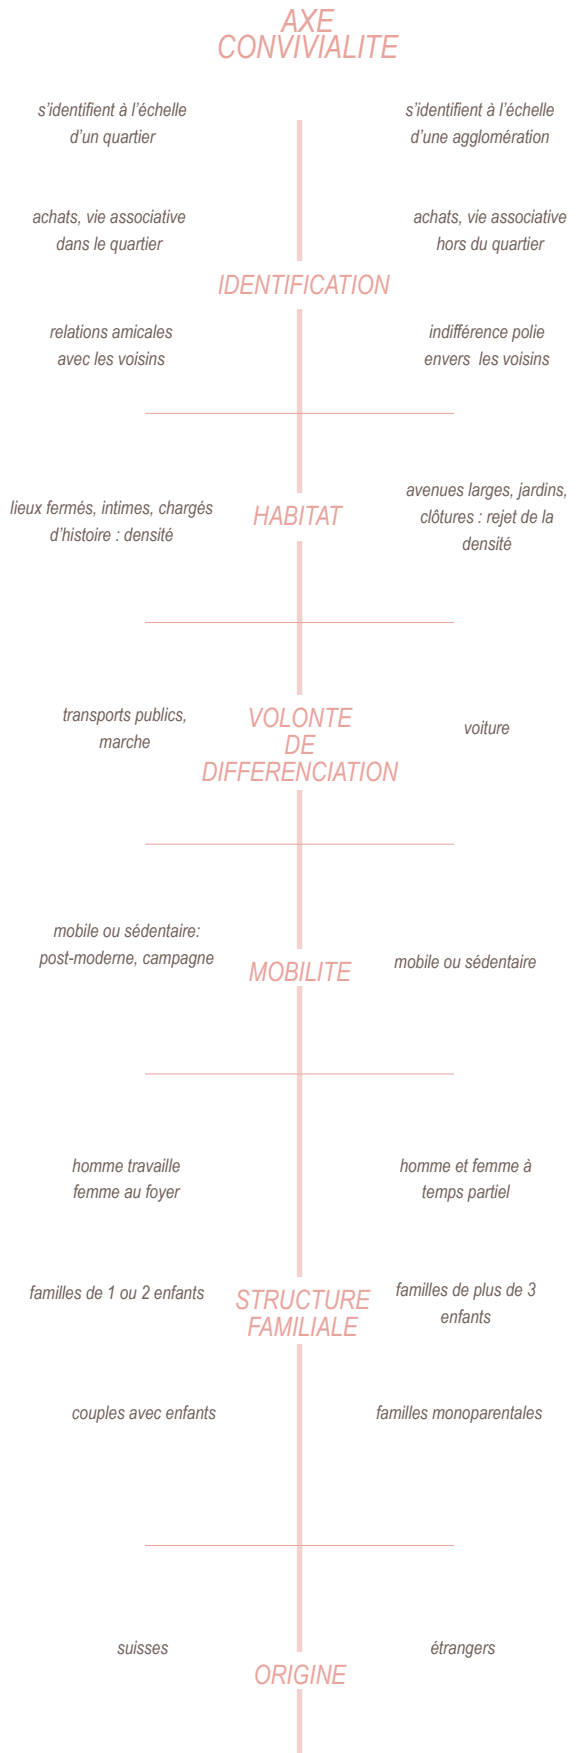 AXE
CONVIVIALITE
s'identifient à l'échelle
d'un quartier
s'identifient à l'échelle
d'une agglomération
achats, vie associative
dans le quartier
achats, vie associative
hors du quartier
IDENTIFICATION
relations amicales
avec les voisins
indifférence polie
envers  les voisins
lieux fermés, intimes, chargés
d'histoire : densité
HABITAT
avenues larges, jardins,
clôtures : rejet de la
densité
transports publics,
marche
VOLONTE
DE
DIFFERENCIATION
voiture
mobile ou sédentaire:
post-moderne, campagne
MOBILITE
mobile ou sédentaire
homme travaille
femme au foyer
homme et femme à
temps partiel
familles de 1 ou 2 enfants
STRUCTURE
FAMILIALE
familles de plus de 3
enfants
couples avec enfants
familles monoparentales
suisses
étrangers
ORIGINE